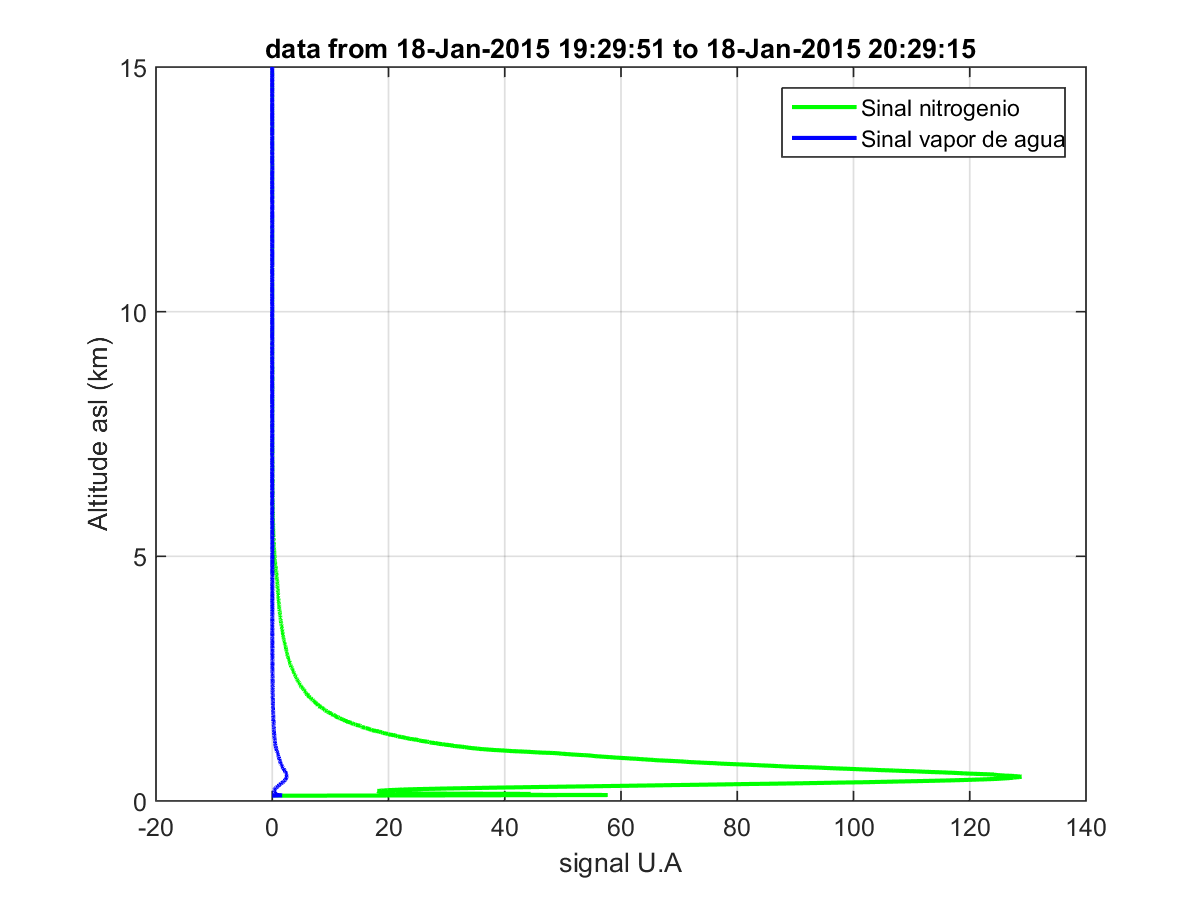 data from 18-Jan-2015 19:29:51 to 18-Jan-2015 20:29:15
Sinal nitrogenio
Sinal vapor de agua
15
10
5
0
Altitude asl (km)
-20 0 20 40 60 80 100 120 140
signal U.A